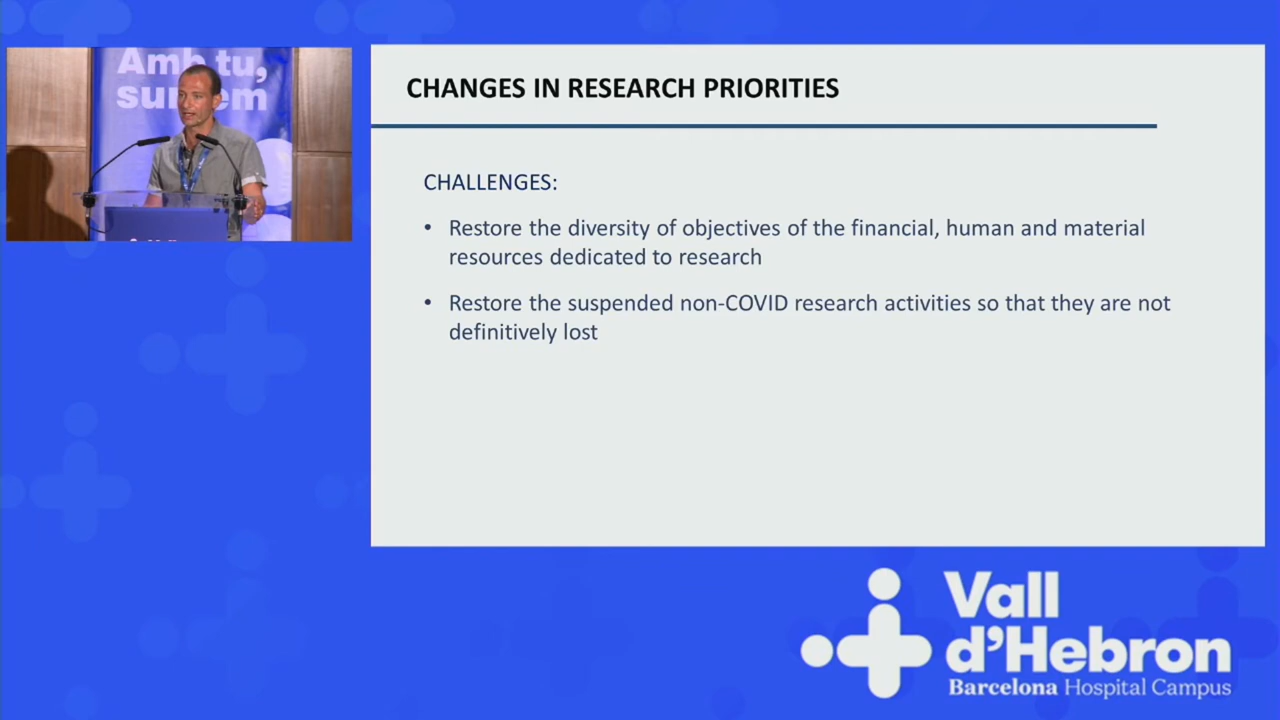 Amb tu,
CHANGES IN RESEARCH PRIORITIES
CHALLENGES:
• Restore the diversity of objectives of the financial, human and material
resources dedicated to research
• Restore the suspended non-COVID research activities so that they are not
definitively lost
Vall
d'Hebron
Barcelona Hospital Campus